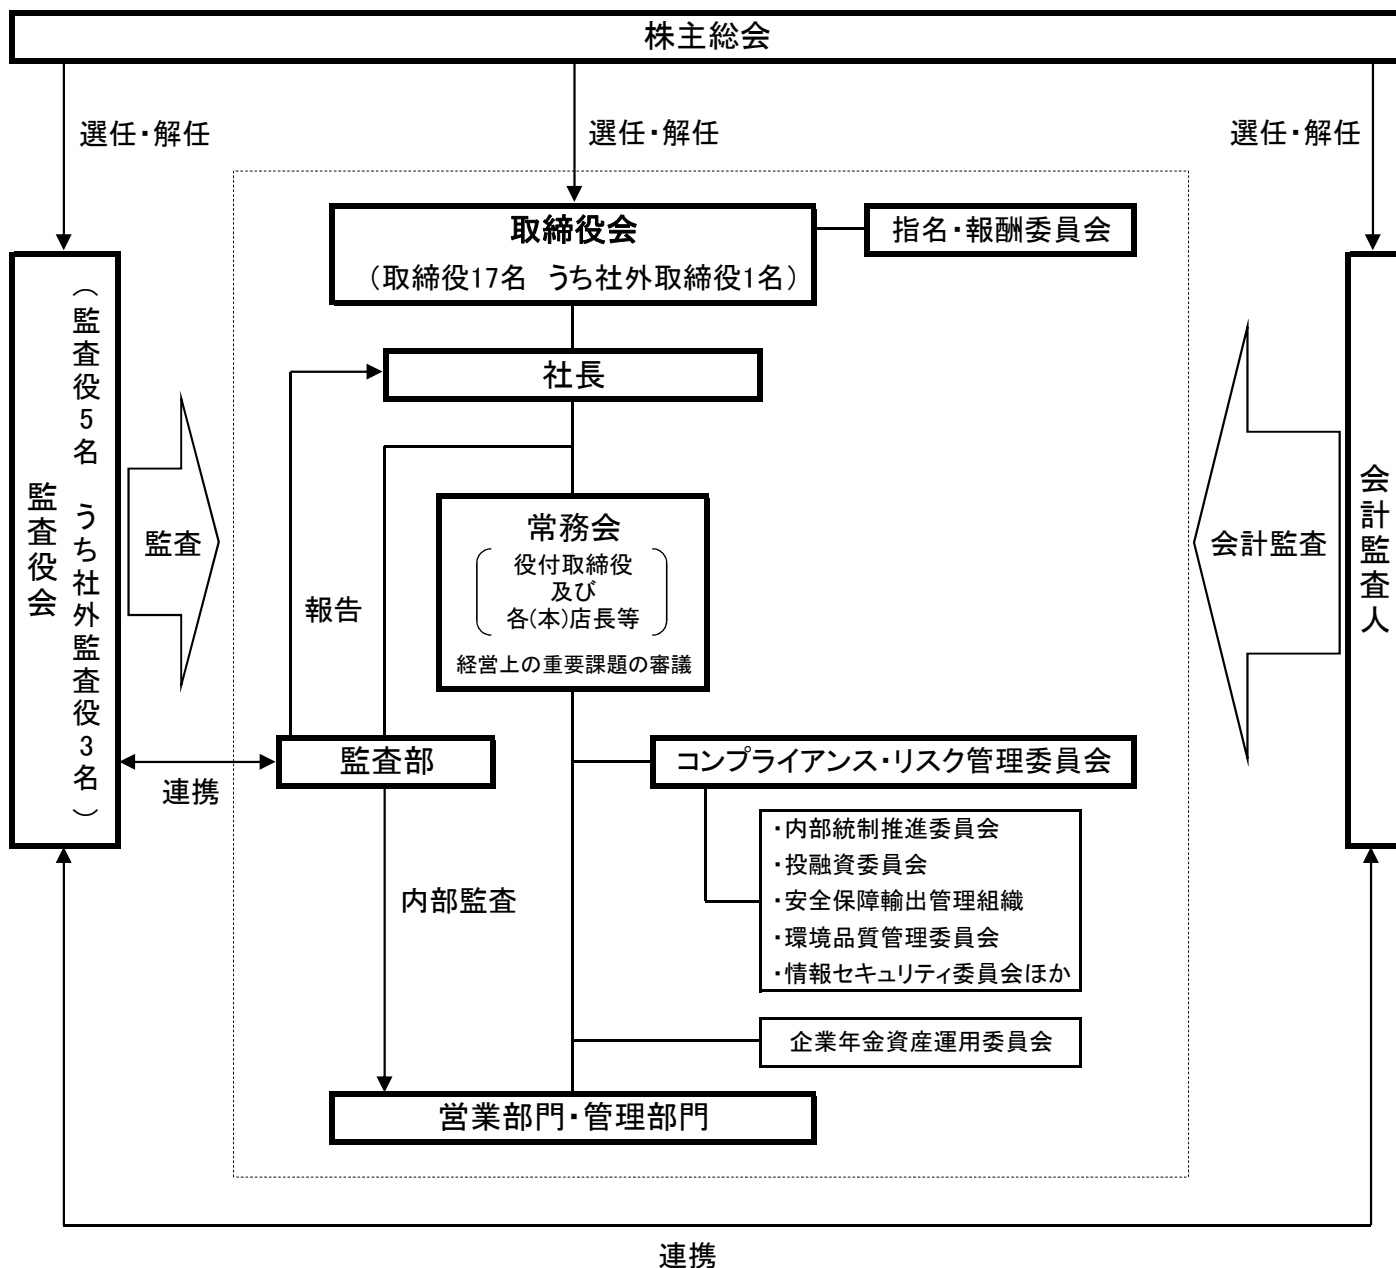 株主総会
選任・解任
選任・解任
選任・解任
取締役会
（取締役17名　うち社外取締役1名）
指名・報酬委員会
社長
監査役会
（監査役5名　うち社外監査役3名）
監査
常務会
役付取締役
及び
各(本)店長等
経営上の重要課題の審議
報告
会計監査
会計監査人
監査部
連携
コンプライアンス・リスク管理委員会
・内部統制推進委員会
・投融資委員会
・安全保障輸出管理組織
・環境品質管理委員会
・情報セキュリティ委員会ほか
内部監査
企業年金資産運用委員会
営業部門・管理部門
連携